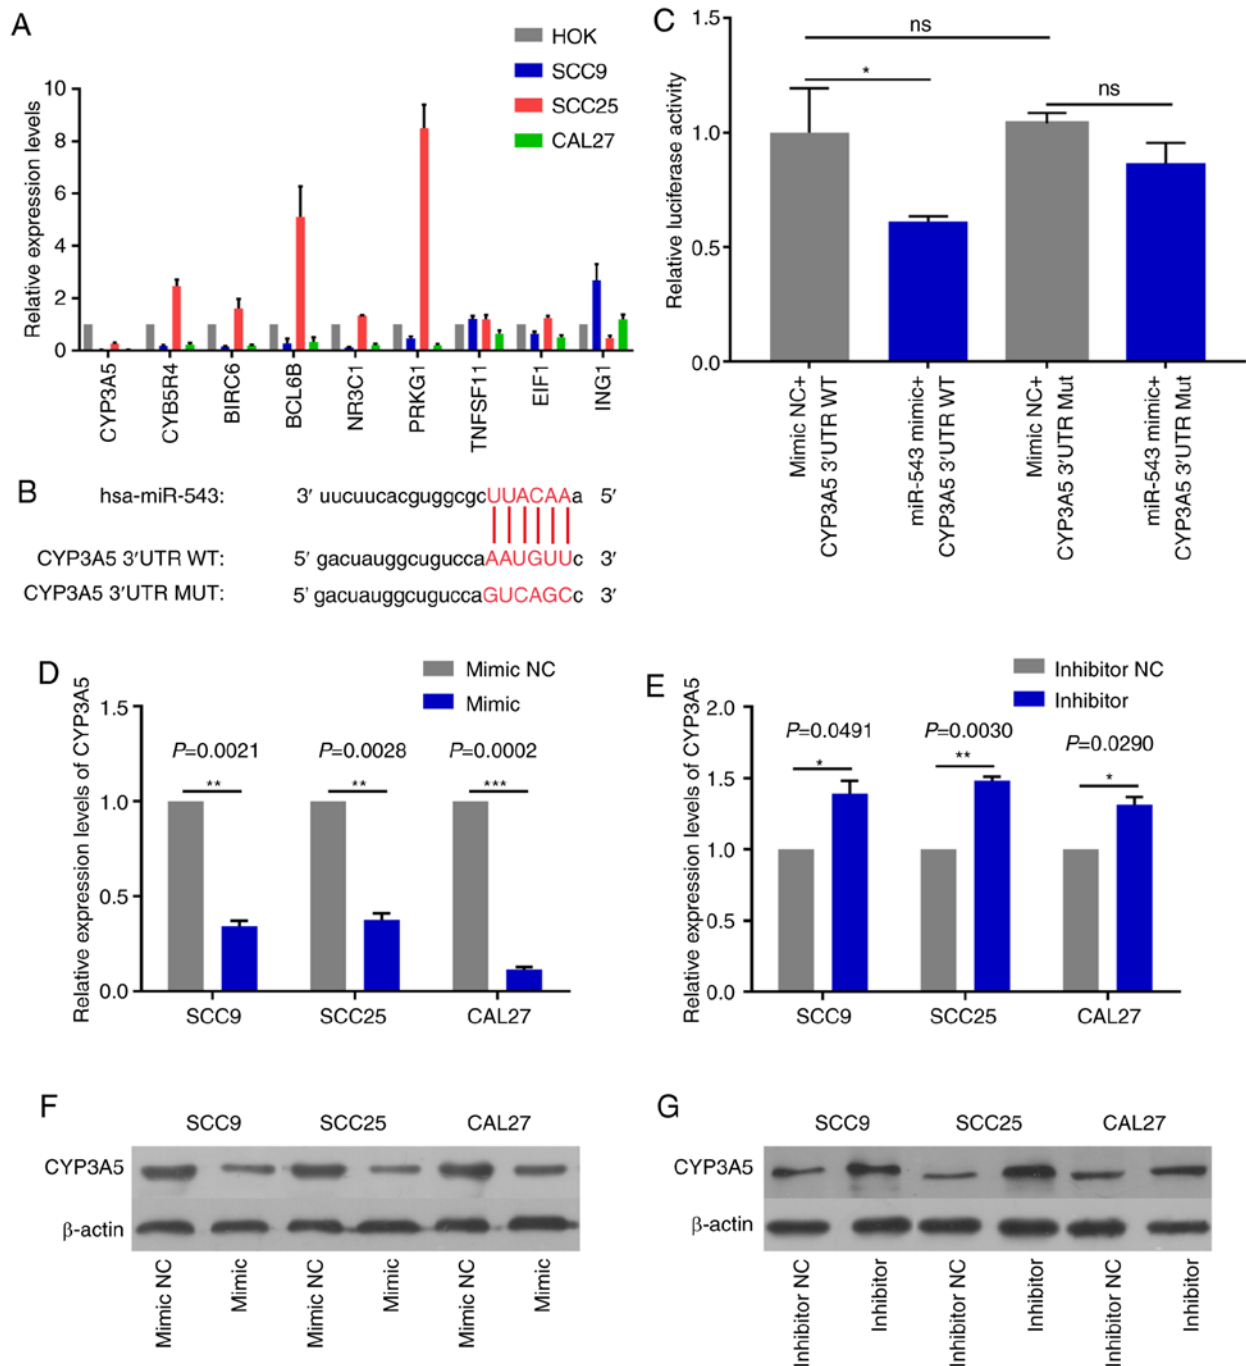 A
HOK
SCC9
SCC25
CAL27
Relative expression levels
10
8
6
4
2
0
CYP3A5
CYB5R4
BIRC6
BCL6B
NR3C1
PRKG1
TNFSF11
EIF1
ING1
B
hsa-miR-543: 3′ uucuucacguggcgcUUACAAa 5′
CYP3A5 3′UTR WT: 5′ gacuauggcuguccaAAUGUUc 3′
CYP3A5 3′UTR MUT: 5′ gacuauggcuguccaGUCAGCc 3′
C
Relative luciferase activity
1.5
1.0
0.5
0.0
ns
*
ns
Mimic NC+
CYP3A5 3′UTR WT
miR-543 mimic+
CYP3A5 3′UTR WT
Mimic NC+
CYP3A5 3′UTR Mut
miR-543 mimic+
CYP3A5 3′UTR Mut
D
Mimic NC
Mimic
Relative expression levels of CYP3A5
1.5
1.0
0.5
0.0
P=0.0021 P=0.0028 P=0.0002
** ** ***
SCC9 SCC25 CAL27
E
Inhibitor NC
Inhibitor
Relative expression levels of CYP3A5
2.0
1.5
1.0
0.5
0.0
P=0.0491 P=0.0030 P=0.0290
* ** *
SCC9 SCC25 CAL27
F
SCC9 SCC25 CAL27
CYP3A5
β-actin
Mimic NC
Mimic
Mimic NC
Mimic
Mimic NC
Mimic
G
SCC9 SCC25 CAL27
CYP3A5
β-actin
Inhibitor NC
Inhibitor
Inhibitor NC
Inhibitor
Inhibitor NC
Inhibitor